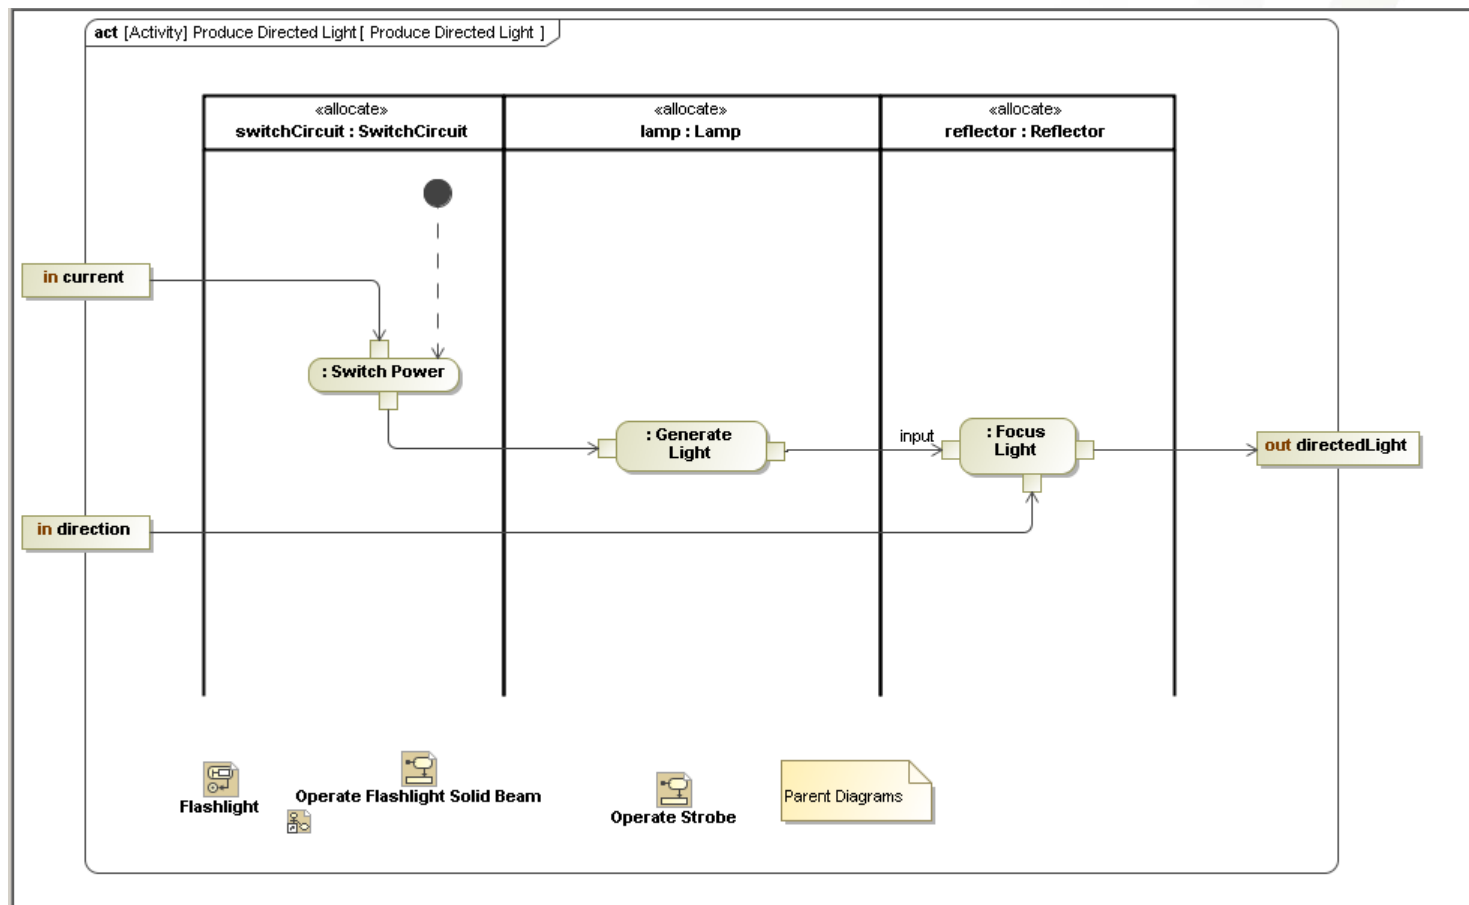 act [Activity] Produce Directed Light [ Produce Directed Light ]
«allocate»
switchCircuit : SwitchCircuit
«allocate»
lamp : Lamp
«allocate»
reflector : Reflector
in current
: Switch Power
: Generate
Light
input
: Focus
Light
out directedLight
in direction
Flashlight
Operate Flashlight Solid Beam
Operate Strobe
Parent Diagrams